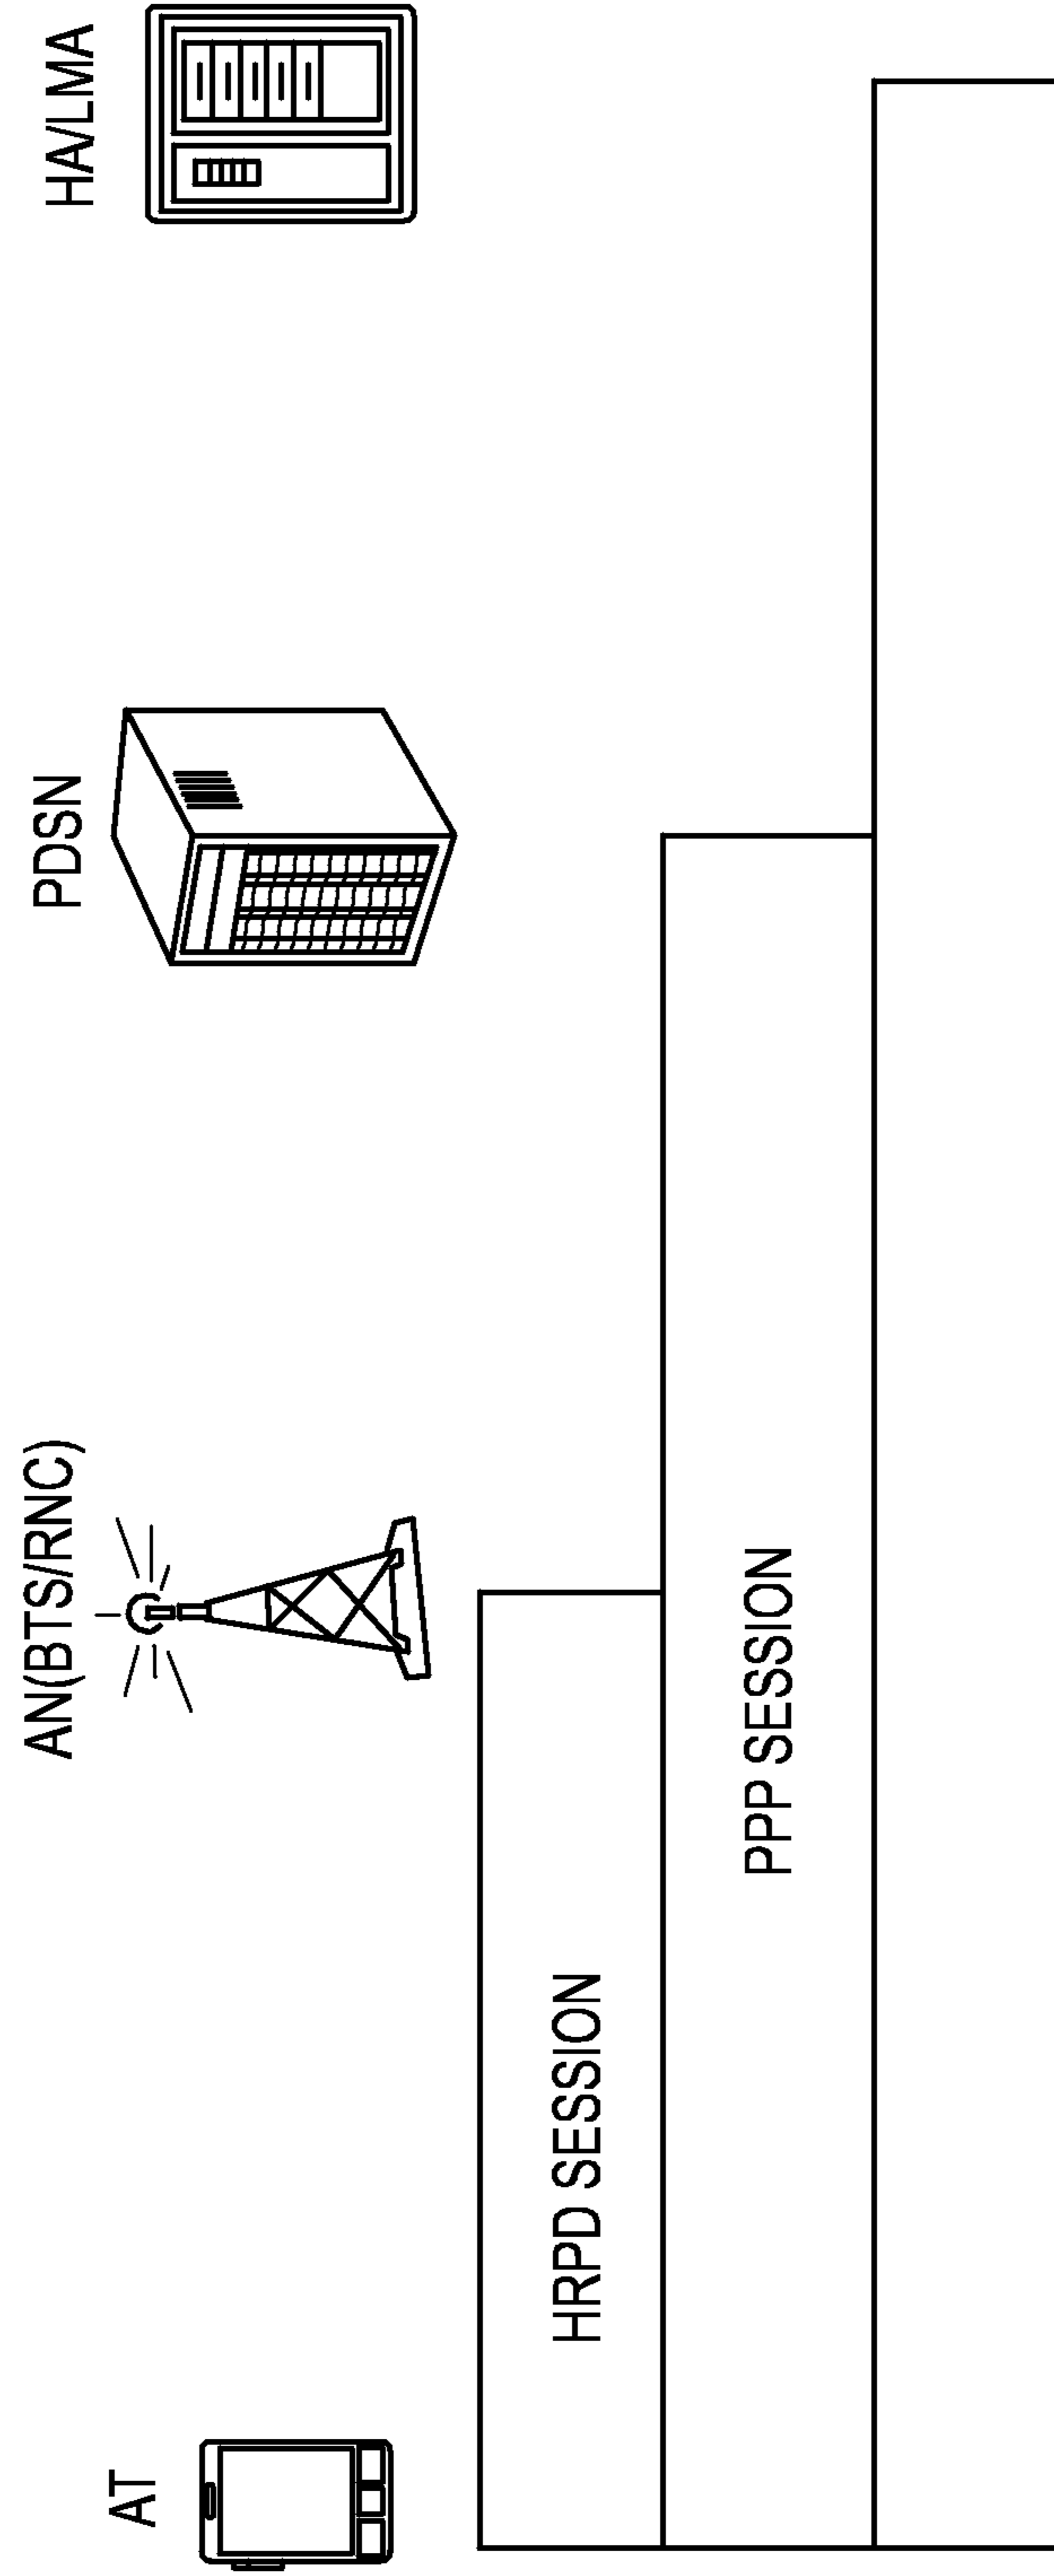 AT
AN(BTS/RNC)
PDSN
HA/LMA
HRPD SESSION
PPP SESSION